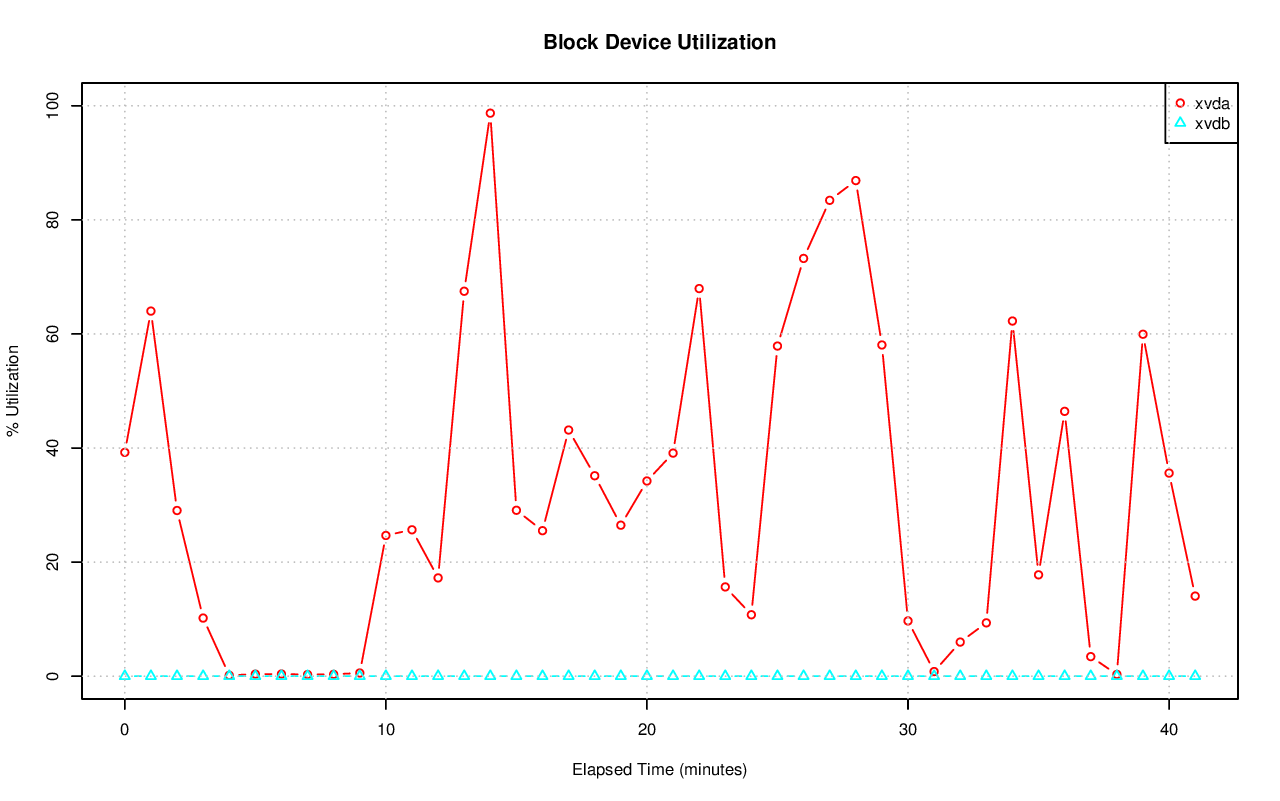 Block Device Utilization
xvda
xvdb
% Utilization
100
80
60
40
20
0
0 10 20 30 40
Elapsed Time (minutes)